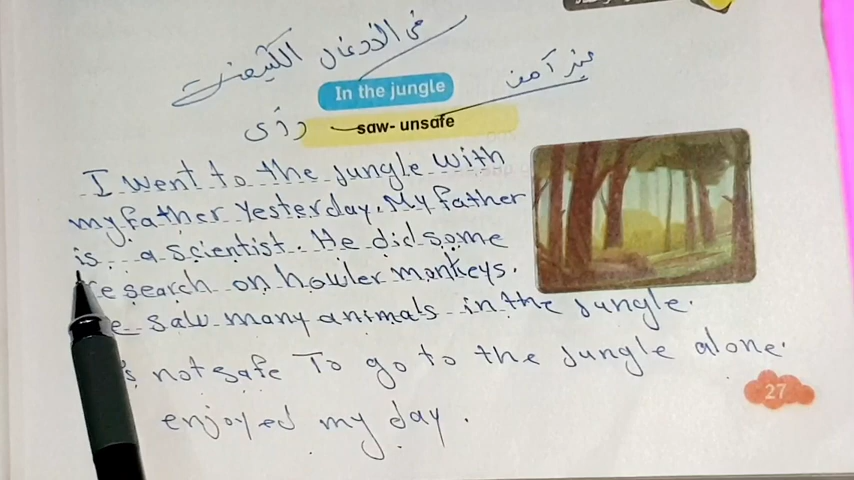 في الأدغال الكثيفة
غير آمن
In the jungle
رأى
saw- unsafe
I went to the jungle with
my father yesterday. My father
is a scientist. He did some
research on howler monkeys.
saw many animals in the jungle.
not safe To go to the jungle alone.
enjoyed my day.
27